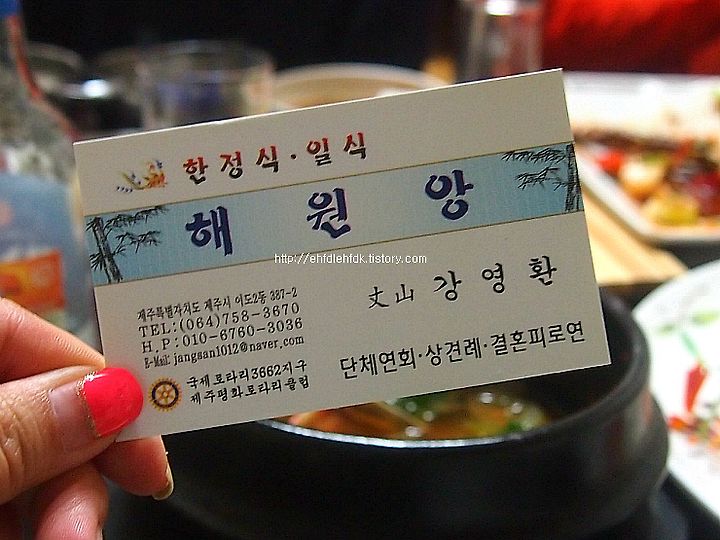 한정식·일식
해원앙
http://ehfdlehfdk.tistory.com
丈山 강영환
제주특별자치도 제주시 이도2동 387-2
TEL:(064)758-3670
H.P:010-6760-3036
E-Mail: jangsan1012@naver.com
국제로타리3662지구
제주평화로타리클럽
단체연회·상견례·결혼피로연